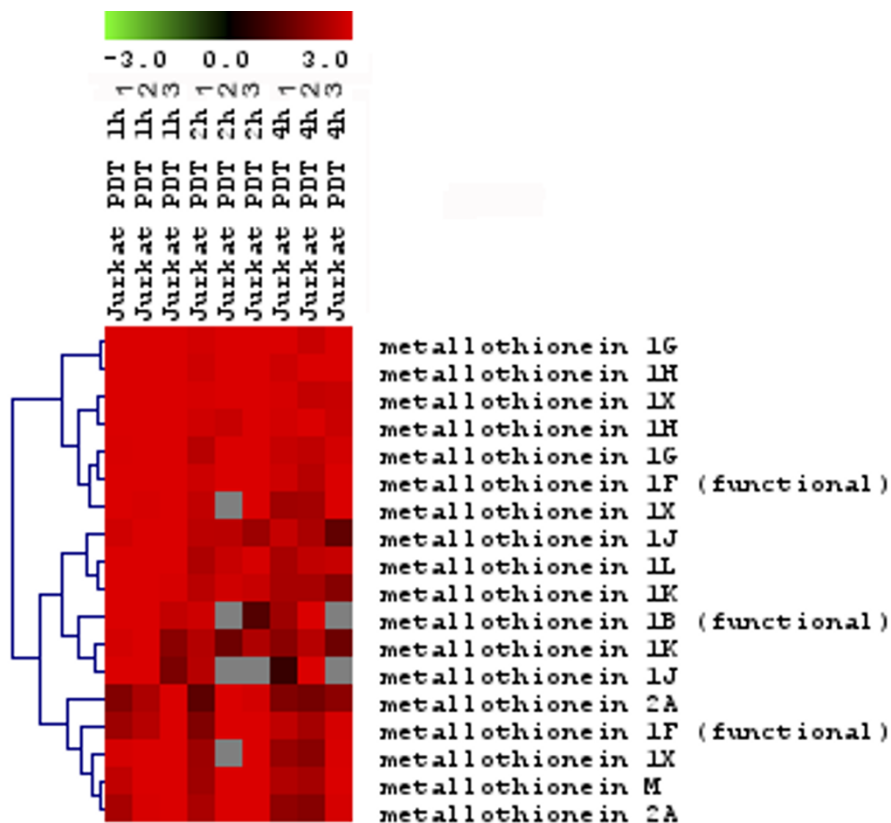 -3.0 0.0 3.0
Jurkat PDT 1h 1
Jurkat PDT 1h 2
Jurkat PDT 1h 3
Jurkat PDT 2h 1
Jurkat PDT 2h 2
Jurkat PDT 2h 3
Jurkat PDT 4h 1
Jurkat PDT 4h 2
Jurkat PDT 4h 3
metallothionein 1G
metallothionein 1H
metallothionein 1X
metallothionein 1H
metallothionein 1G
metallothionein 1F (functional)
metallothionein 1X
metallothionein 1J
metallothionein 1L
metallothionein 1K
metallothionein 1B (functional)
metallothionein 1K
metallothionein 1J
metallothionein 2A
metallothionein 1F (functional)
metallothionein 1X
metallothionein M
metallothionein 2A